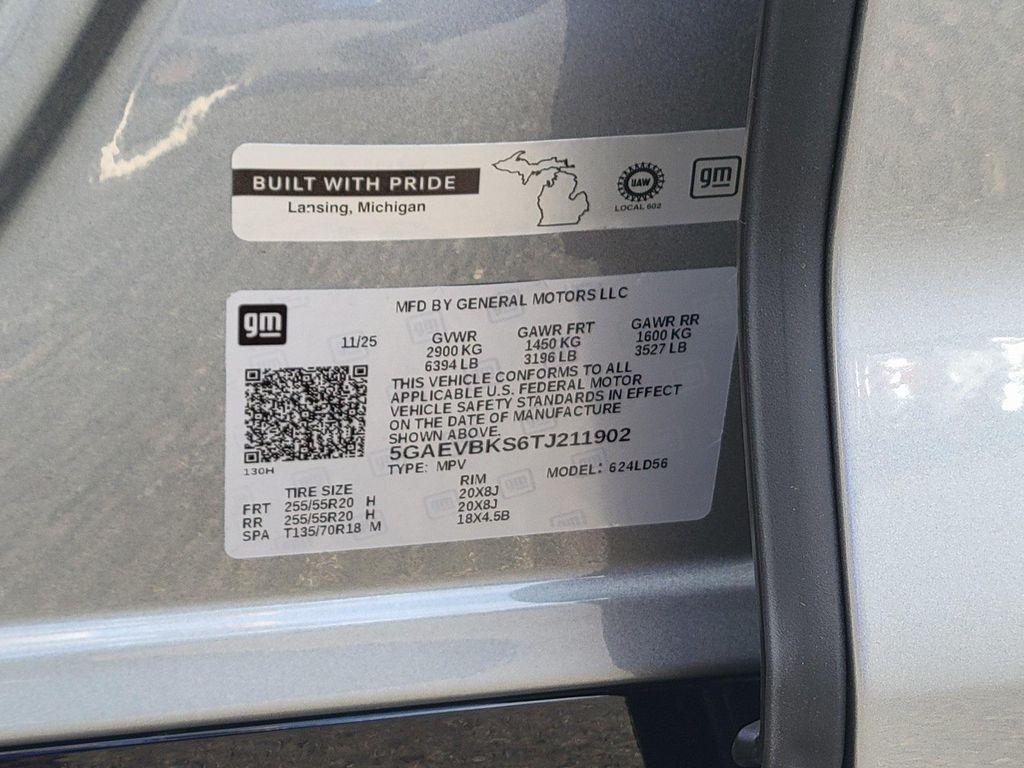 BUILT WITH PRIDE
Lansing, Michigan
UAW
LOCAL 602
gm
gm
MFD BY GENERAL MOTORS LLC
11/25
GVWR GAWR FRT GAWR RR
2900 KG 1450 KG 1600 KG
6394 LB 3196 LB 3527 LB
THIS VEHICLE CONFORMS TO ALL
APPLICABLE U.S. FEDERAL MOTOR
VEHICLE SAFETY STANDARDS IN EFFECT
ON THE DATE OF MANUFACTURE
SHOWN ABOVE.
5GAEVBKS6TJ211902
130H
TYPE: MPV MODEL: 624LD56
TIRE SIZE RIM
FRT 255/55R20 H 20X8J
RR 255/55R20 H 20X8J
SPA T135/70R18 M 18X4.5B